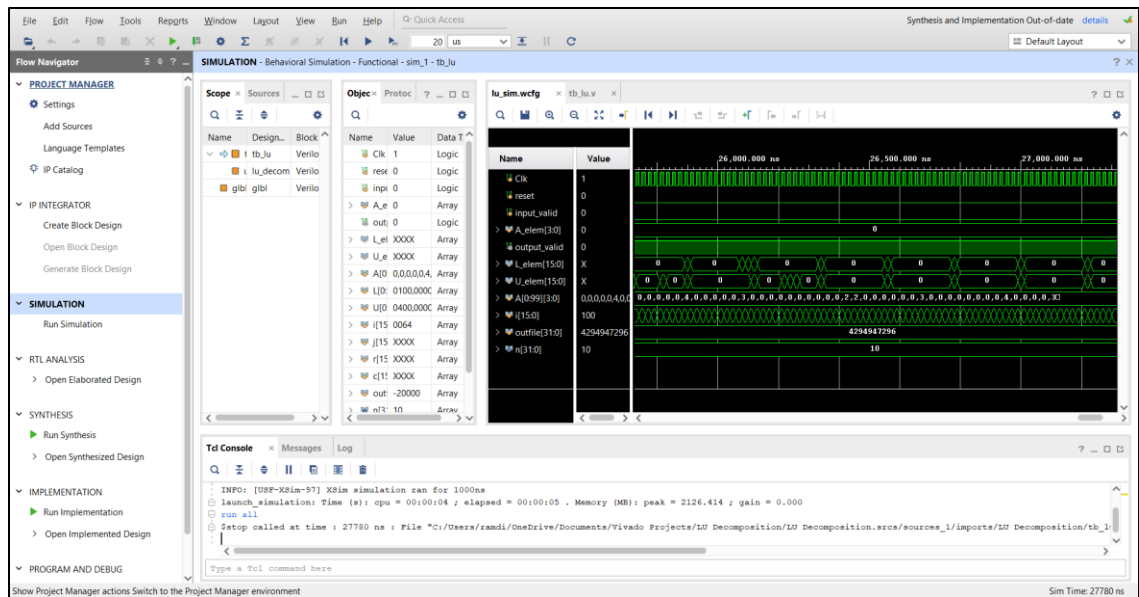 File Edit Flow Tools Reports Window Layout View Run Help Quick Access Synthesis and Implementation Out-of-date details
20 us Default Layout
Flow Navigator
PROJECT MANAGER
Settings
Add Sources
Language Templates
IP Catalog
IP INTEGRATOR
Create Block Design
Open Block Design
Generate Block Design
SIMULATION
Run Simulation
RTL ANALYSIS
Open Elaborated Design
SYNTHESIS
Run Synthesis
Open Synthesized Design
IMPLEMENTATION
Run Implementation
Open Implemented Design
PROGRAM AND DEBUG
SIMULATION - Behavioral Simulation - Functional - sim_1 - tb_lu
Scope Sources
Name Design... Block
tb_lu Verilo
lu_decom Verilo
glbl glbl Verilo
Objec Protoc
Name Value Data T
Clk 1 Logic
rese 0 Logic
inpu 0 Logic
A_e 0 Array
out 0 Logic
L_el XXXX Array
U_e XXXX Array
A[0 0,0,0,0,4, Array
L[0: 0100,0000 Array
U[0 0400,0000 Array
i[15 0064 Array
j[15 XXXX Array
r[15 XXXX Array
c[15 XXXX Array
out -20000 Array
n[3: 10 Array
lu_sim.wcfg tb_lu.v
Name Value
26,000.000 ns 26,500.000 ns 27,000.000 ns
Clk 1
reset 0
input_valid 0
A_elem[3:0] 0 0
output_valid 0
L_elem[15:0] X 0 0 0 0 0 0
U_elem[15:0] X 0 0 0 0 0 0 0
A[0:99][3:0]
i[15:0] 100
outfile[31:0] 4294947296 4294947296
n[31:0] 10 10
Tcl Console Messages Log
INFO: [USF-XSim-97] XSim simulation ran for 1000ns
launch_simulation: Time (s): cpu = 00:00:04 ; elapsed = 00:00:05 . Memory (MB): peak = 2126.414 ; gain = 0.000
run all
$stop called at time : 27780 ns : File "C:/Users/ramdi/OneDrive/Documents/Vivado Projects/LU Decomposition/LU Decomposition.srcs/sources_1/imports/LU Decomposition/tb_l
Type a Tcl command here
Show Project Manager actions Switch to the Project Manager environment Sim Time: 27780 ns